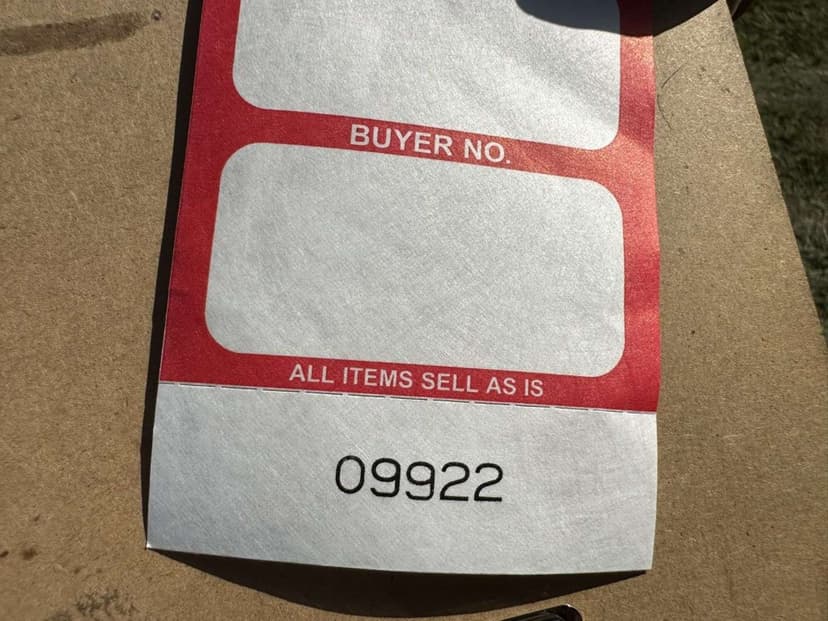 BUYER NO.
ALL ITEMS SELL AS IS
09922